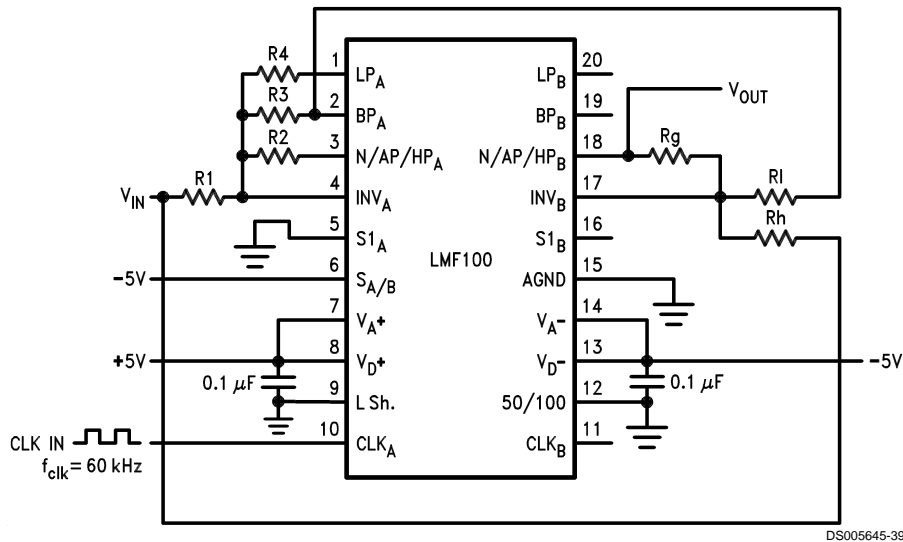 R4
1
LP_A
20
LP_B
R3
2
BP_A
19
BP_B
V_OUT
R2
3
N/AP/HP_A
18
N/AP/HP_B
Rg
V_IN
R1
4
INV_A
17
INV_B
Rl
Rh
5
S1_A
16
S1_B
LMF100
-5V
6
S_A/B
15
AGND
7
V_A+
14
V_A-
+5V
8
V_D+
13
V_D-
-5V
0.1 μF
9
L Sh.
12
50/100
0.1 μF
CLK IN
10
CLK_A
11
CLK_B
f_clk = 60 kHz
DS005645-39